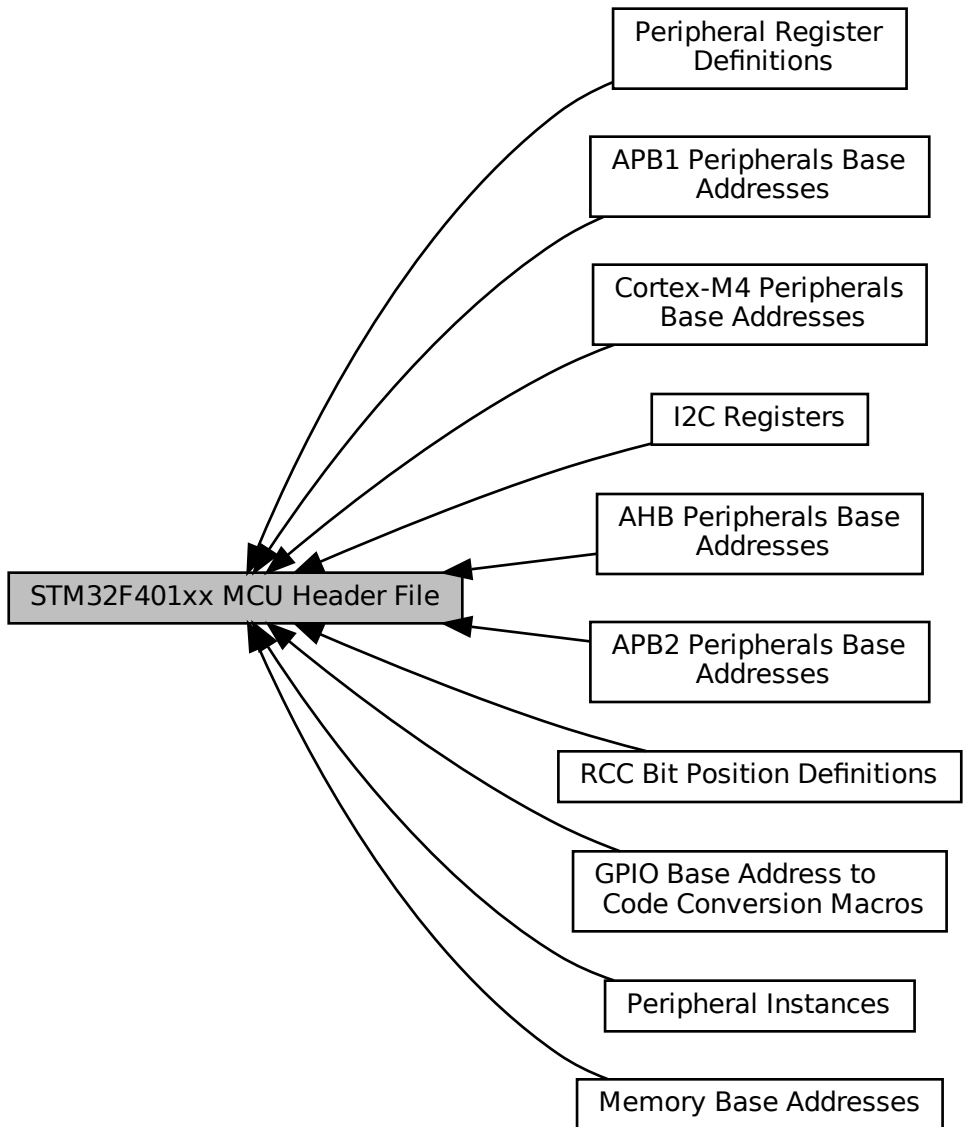 Peripheral Register
Definitions
APB1 Peripherals Base
Addresses
Cortex-M4 Peripherals
Base Addresses
I2C Registers
AHB Peripherals Base
Addresses
STM32F401xx MCU Header File
APB2 Peripherals Base
Addresses
RCC Bit Position Definitions
GPIO Base Address to
Code Conversion Macros
Peripheral Instances
Memory Base Addresses